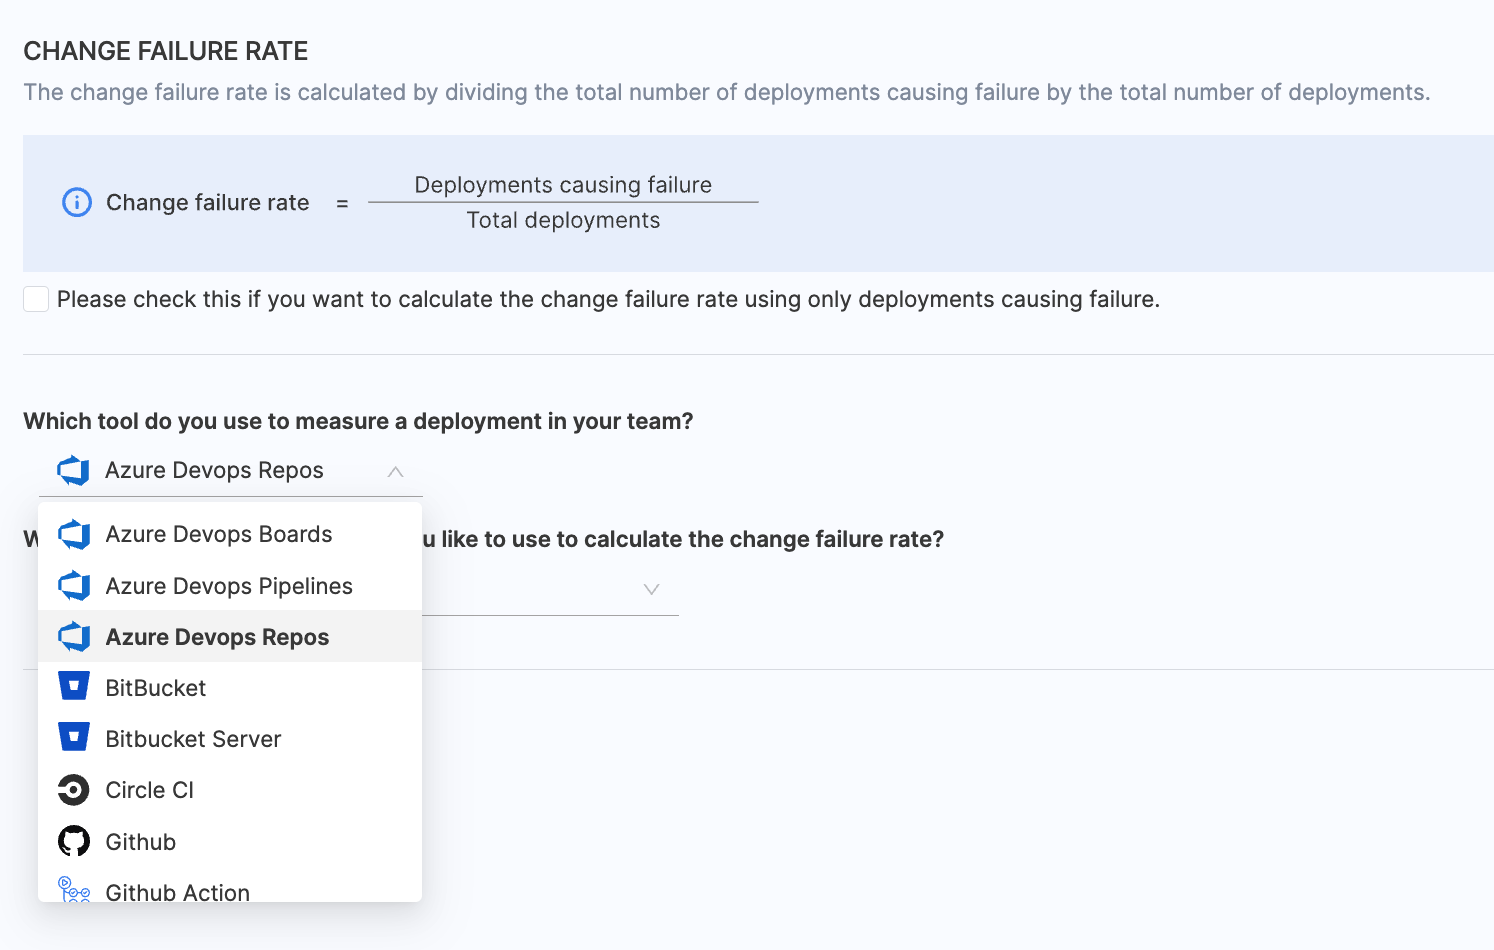 CHANGE FAILURE RATE
The change failure rate is calculated by dividing the total number of deployments causing failure by the total number of deployments.
Change failure rate = Deployments causing failure
Total deployments
Please check this if you want to calculate the change failure rate using only deployments causing failure.
Which tool do you use to measure a deployment in your team?
Azure Devops Repos
like to use to calculate the change failure rate?
Azure Devops Boards
Azure Devops Pipelines
Azure Devops Repos
BitBucket
Bitbucket Server
Circle CI
Github
Github Action